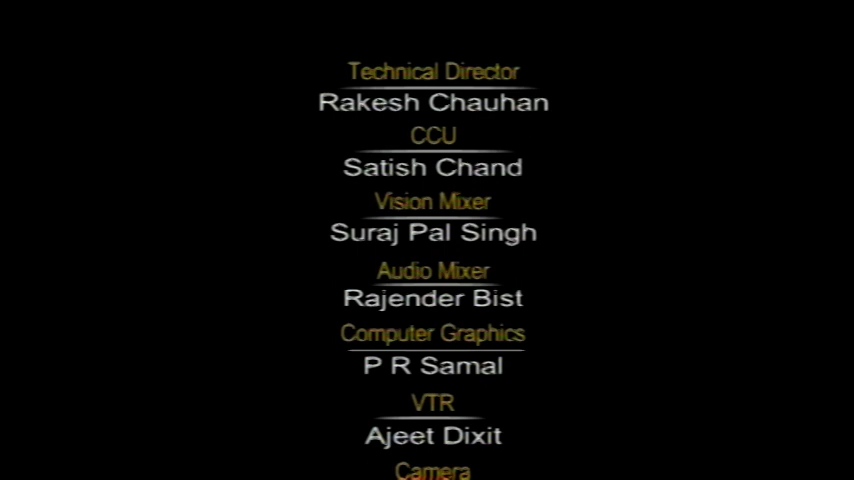 Technical Director
Rakesh Chauhan
CCU
Satish Chand
Vision Mixer
Suraj Pal Singh
Audio Mixer
Rajender Bist
Computer Graphics
P R Samal
VTR
Ajeet Dixit
Camera